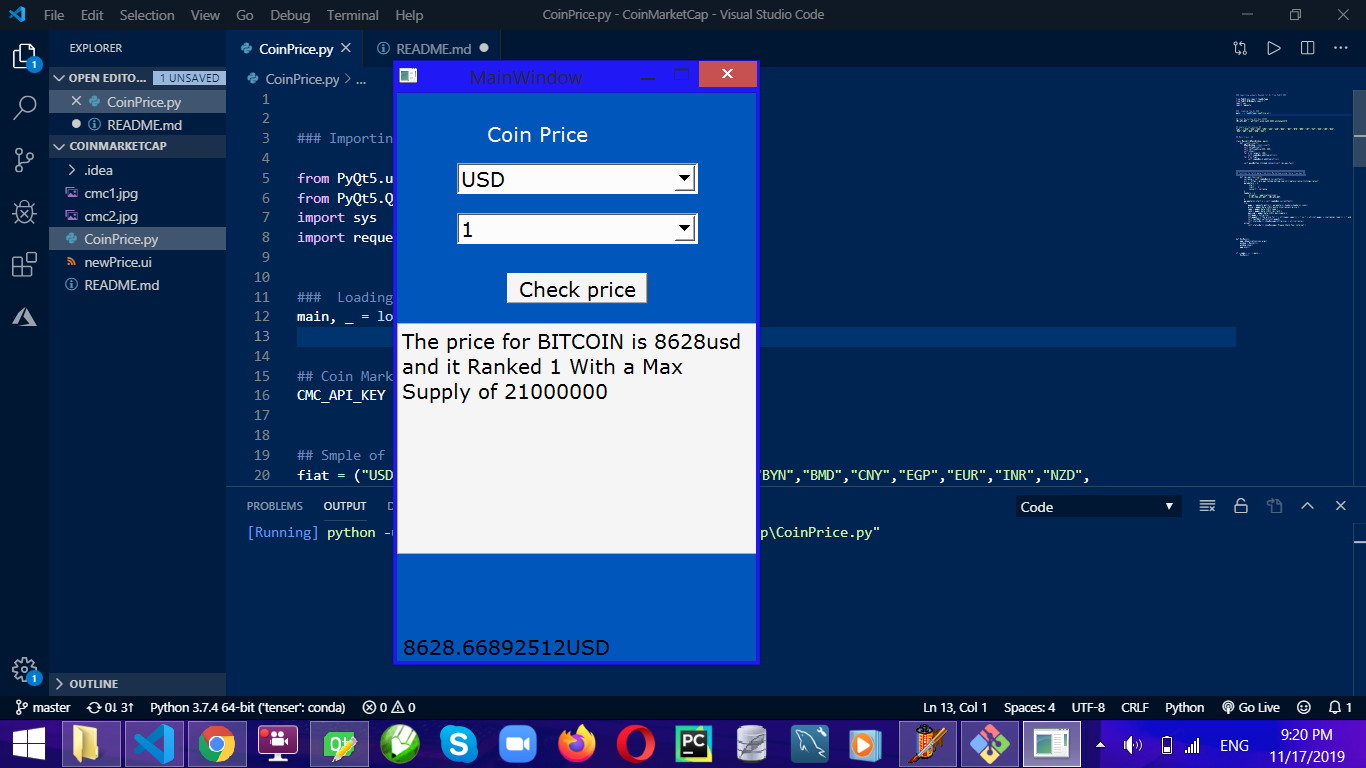 File Edit Selection View Go Debug Terminal Help
CoinPrice.py - CoinMarketCap - Visual Studio Code
EXPLORER
OPEN EDITO... 1 UNSAVED
CoinPrice.py
README.md
COINMARKETCAP
.idea
cmc1.jpg
cmc2.jpg
CoinPrice.py
newPrice.ui
README.md
OUTLINE
1
1
CoinPrice.py README.md
CoinPrice.py > ...
1
2
3 ### Importin
4
5 from PyQt5.u
6 from PyQt5.Q
7 import sys
8 import reque
9
10
11 ### Loading
12 main, _ = lo
13
14
15 ## Coin Mark
16 CMC_API_KEY
17
18
19 ## Smple of
20 fiat = ("USD "BYN","BMD","CNY","EGP","EUR","INR","NZD",
MainWindow
Coin Price
USD
1
Check price
The price for BITCOIN is 8628usd
and it Ranked 1 With a Max
Supply of 21000000
8628.66892512USD
PROBLEMS OUTPUT D
Code
[Running] python -u p\CoinPrice.py"
master 0↓ 3↑ Python 3.7.4 64-bit ('tenser': conda) 0 0
Ln 13, Col 1 Spaces: 4 UTF-8 CRLF Python Go Live 1
PC
ENG
9:20 PM
11/17/2019